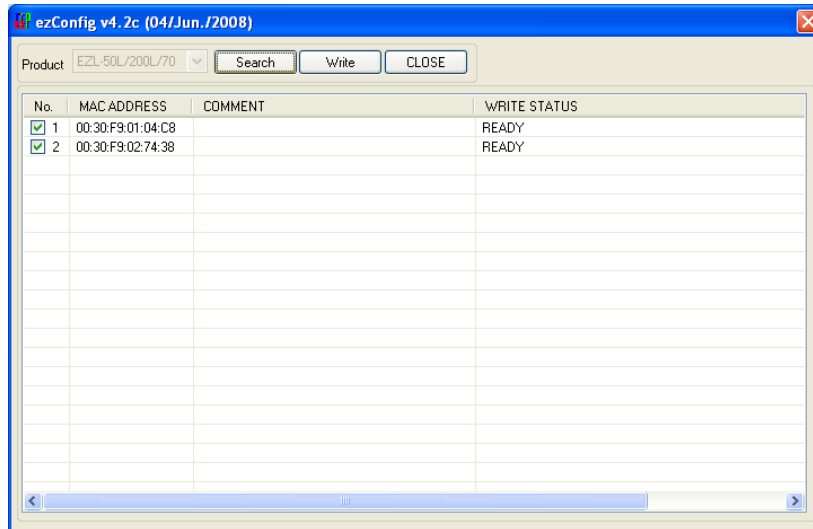 ezConfig v4.2c (04/Jun./2008)
Product EZL-50L/200L/70 Search Write CLOSE
No. MAC ADDRESS COMMENT WRITE STATUS
1 00:30:F9:01:04:C8 READY
2 00:30:F9:02:74:38 READY